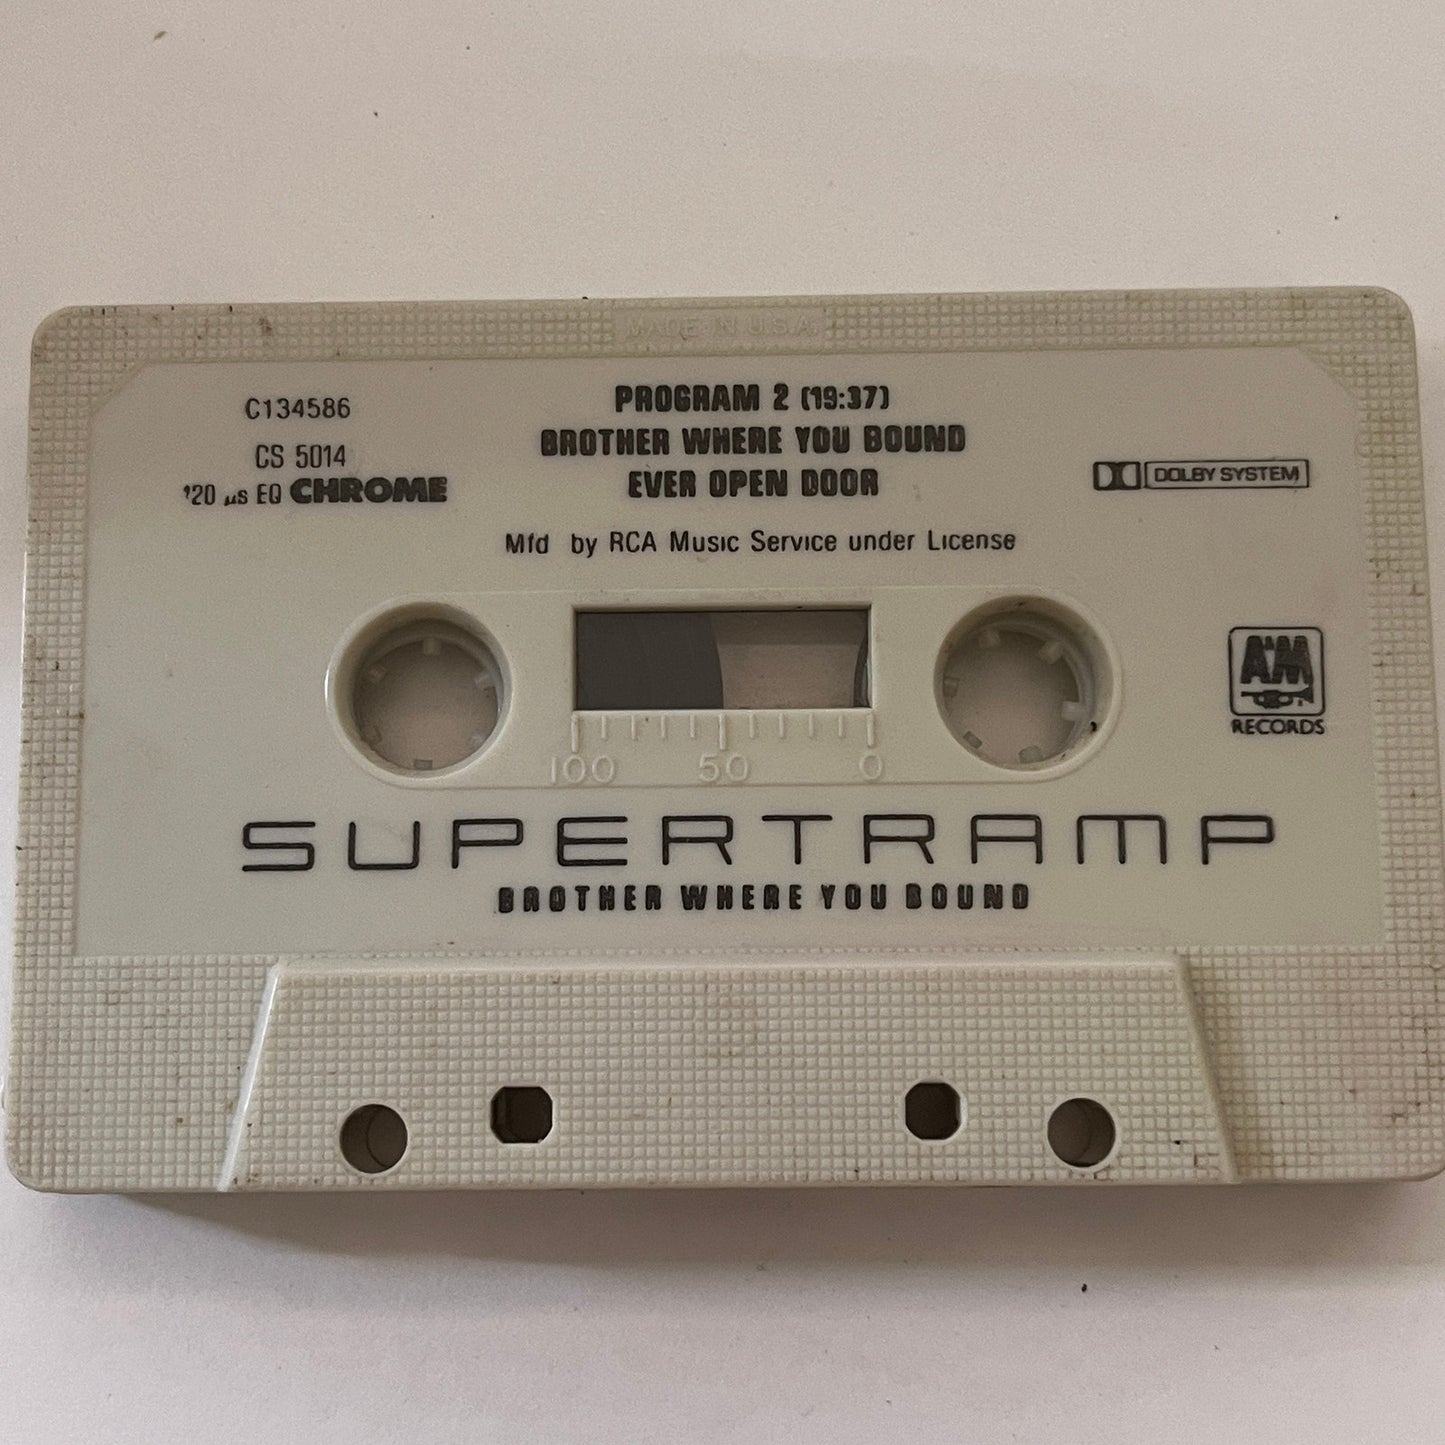 MADE IN U.S.A.
C134586
CS 5014
120 µs EQ CHROME
PROGRAM 2 (19:37)
BROTHER WHERE YOU BOUND
EVER OPEN DOOR
DOLBY SYSTEM
Mfd by RCA Music Service under License
A&M
RECORDS
100 50 0
SUPERTRAMP
BROTHER WHERE YOU BOUND